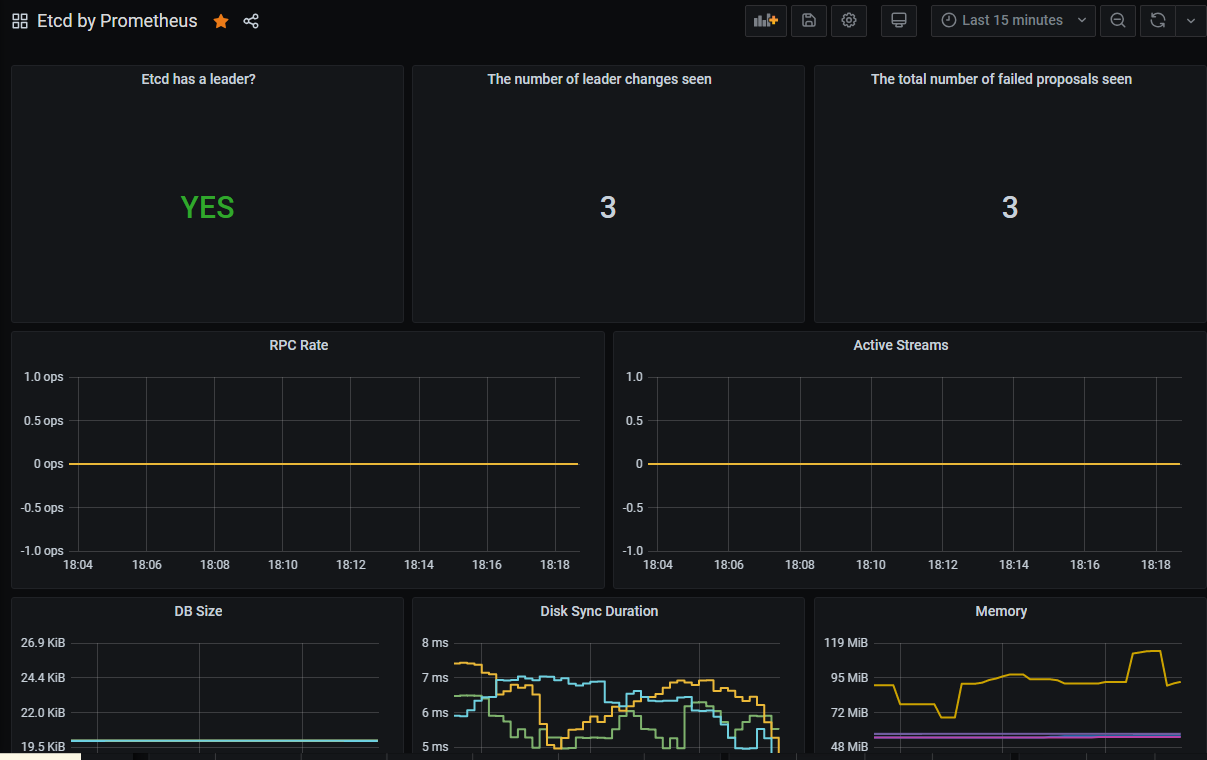 Etcd by Prometheus
Last 15 minutes
Etcd has a leader?
YES
The number of leader changes seen
3
The total number of failed proposals seen
3
RPC Rate
1.0 ops
0.5 ops
0 ops
-0.5 ops
-1.0 ops
18:04 18:06 18:08 18:10 18:12 18:14 18:16 18:18
Active Streams
1.0
0.5
0
-0.5
-1.0
18:04 18:06 18:08 18:10 18:12 18:14 18:16 18:18
DB Size
26.9 KiB
24.4 KiB
22.0 KiB
19.5 KiB
Disk Sync Duration
8 ms
7 ms
6 ms
5 ms
Memory
119 MiB
95 MiB
72 MiB
48 MiB